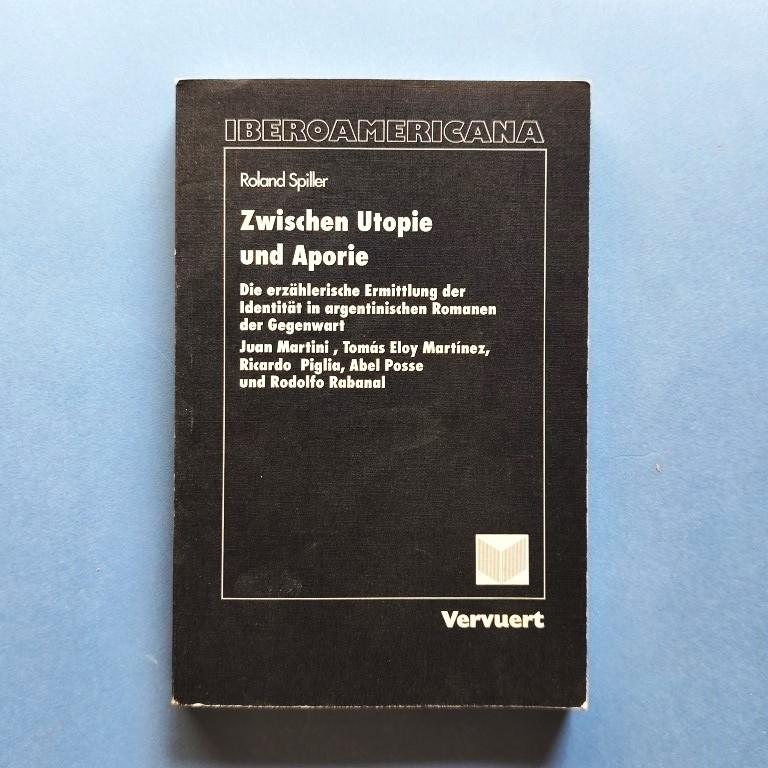 IBEROAMERICANA
Roland Spiller
Zwischen Utopie
und Aporie
Die erzählerische Ermittlung der
Identität in argentinischen Romanen
der Gegenwart
Juan Martini , Tomás Eloy Martínez,
Ricardo Piglia, Abel Posse
und Rodolfo Rabanal
Vervuert